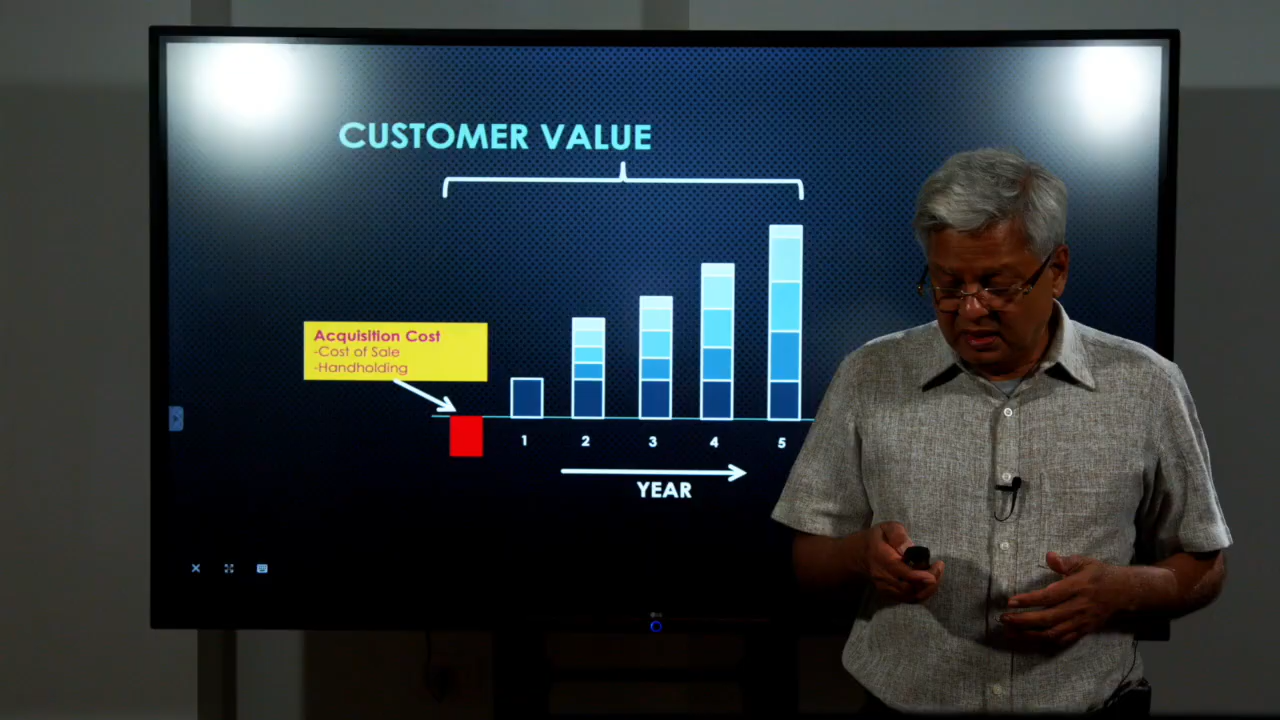 CUSTOMER VALUE
Acquisition Cost
-Cost of Sale
-Handholding
1 2 3 4 5
YEAR